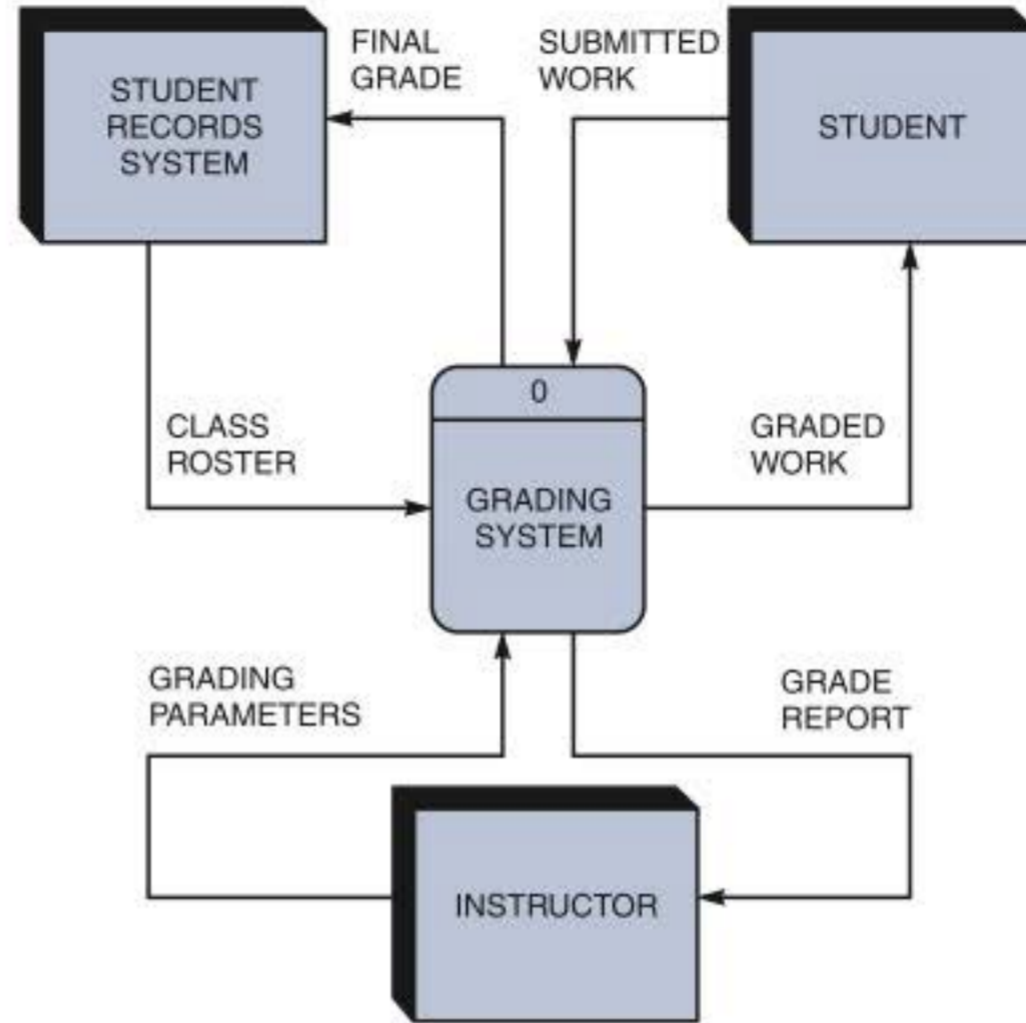 FINAL
GRADE
SUBMITTED
WORK
STUDENT
RECORDS
SYSTEM
STUDENT
0
CLASS
ROSTER
GRADED
WORK
GRADING
SYSTEM
GRADING
PARAMETERS
GRADE
REPORT
INSTRUCTOR